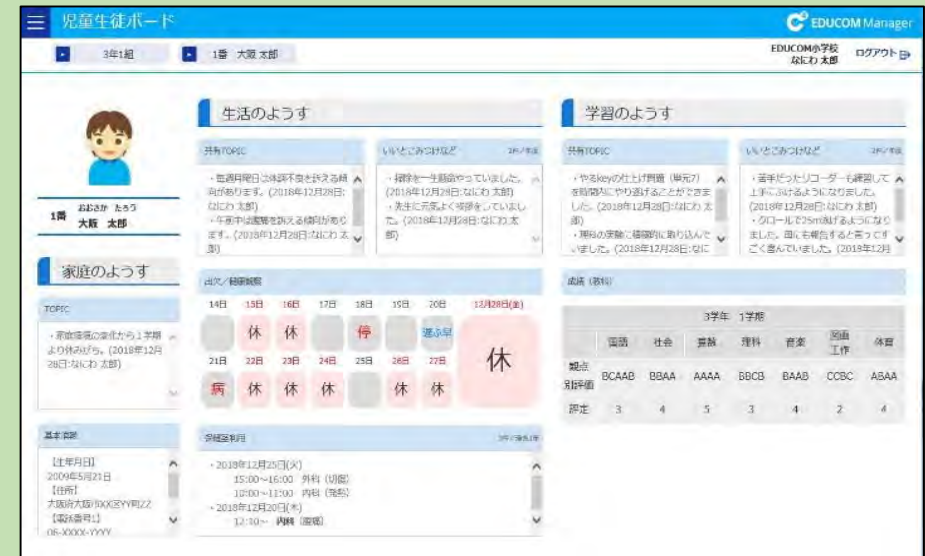 児童生徒ボード
EDUCOM Manager
3年1組
1番 大阪 太郎
EDUCOM小学校
なにわ 太郎
ログアウト
1番
おおさか たろう
大阪 太郎
家庭のようす
TOPIC
・家庭環境の変化から1学期
より休みがち。(2018年12月
28日:なにわ 太郎)
基本情報
【生年月日】
2009年5月21日
【住所】
大阪府大阪市XX区YY町ZZ
【電話番号1】
06-XXXX-YYYY
生活のようす
共有TOPIC
・毎週月曜日は体調不良を訴える傾
向があります。(2018年12月28日:
なにわ 太郎)
・午前中は腹痛を訴える傾向があり
ます。(2018年12月28日:なにわ 太
郎)
いいとこみつけなど
・掃除を一生懸命やっていました。
(2018年12月28日:なにわ 太郎)
・先生に元気よく挨拶をしていまし
た。(2018年12月28日:なにわ 太
郎)
出欠/健康観察
14日 15日 16日 17日 18日 19日 20日 12月28日(金)
休 休 停 遅ぷ早
休
21日 22日 23日 24日 25日 26日 27日
病 休 休 休 休 休
保健室利用
・2018年12月25日(火)
15:00～16:00 外科 (切傷)
10:00～11:00 内科 (発熱)
・2018年12月20日(木)
12:10～ 内科 (腹痛)
学習のようす
共有TOPIC
・やるkeyの仕上げ問題 (単元7)
を時間内にやり遂げることができま
した。(2018年12月28日:なにわ 太
郎)
・理科の実験に積極的に取り込んで
いました。(2018年12月28日:なに
いいとこみつけなど
・苦手だったリコーダーも練習して
上手にふけるようになりました。
(2018年12月28日:なにわ 太郎)
・クロールで25m泳げるようになり
ました。母にも報告すると言ってす
ごく喜んでいました。(2018年12月
成績 (教科)
3学年 1学期
国語 社会 算数 理科 音楽 図画工作 体育
観点別評価 BCAAB BBAA AAAA BBCB BAAB CCBC ABAA
評定 3 4 5 3 4 2 4